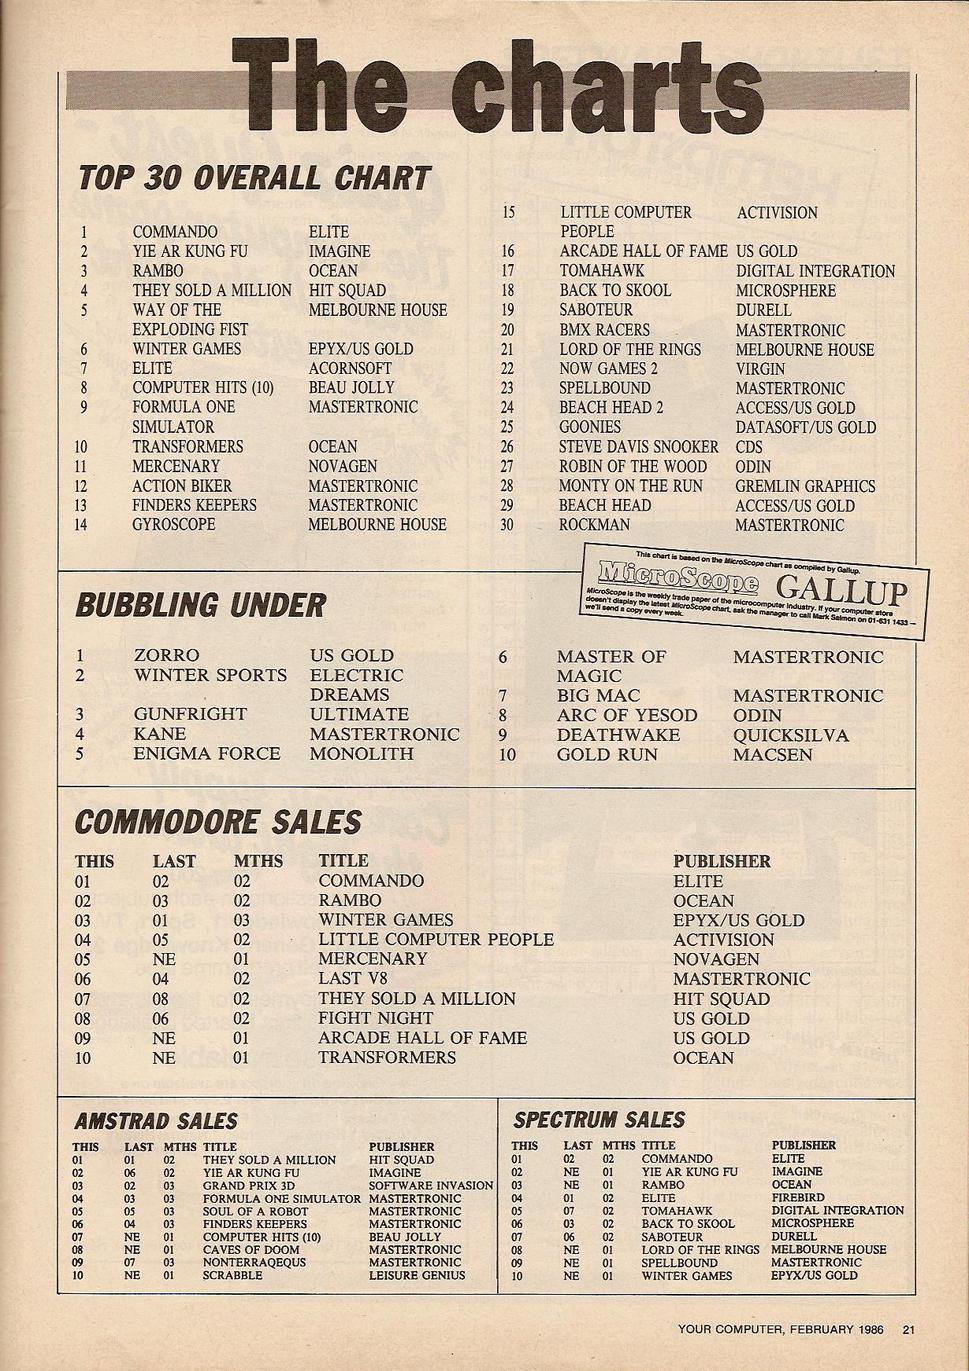 The charts
TOP 30 OVERALL CHART
1 COMMANDO ELITE
2 YIE AR KUNG FU IMAGINE
3 RAMBO OCEAN
4 THEY SOLD A MILLION HIT SQUAD
5 WAY OF THE MELBOURNE HOUSE
EXPLODING FIST
6 WINTER GAMES EPYX/US GOLD
7 ELITE ACORNSOFT
8 COMPUTER HITS (10) BEAU JOLLY
9 FORMULA ONE MASTERTRONIC
SIMULATOR
10 TRANSFORMERS OCEAN
11 MERCENARY NOVAGEN
12 ACTION BIKER MASTERTRONIC
13 FINDERS KEEPERS MASTERTRONIC
14 GYROSCOPE MELBOURNE HOUSE
15 LITTLE COMPUTER ACTIVISION
PEOPLE
16 ARCADE HALL OF FAME US GOLD
17 TOMAHAWK DIGITAL INTEGRATION
18 BACK TO SKOOL MICROSPHERE
19 SABOTEUR DURELL
20 BMX RACERS MASTERTRONIC
21 LORD OF THE RINGS MELBOURNE HOUSE
22 NOW GAMES 2 VIRGIN
23 SPELLBOUND MASTERTRONIC
24 BEACH HEAD 2 ACCESS/US GOLD
25 GOONIES DATASOFT/US GOLD
26 STEVE DAVIS SNOOKER CDS
27 ROBIN OF THE WOOD ODIN
28 MONTY ON THE RUN GREMLIN GRAPHICS
29 BEACH HEAD ACCESS/US GOLD
30 ROCKMAN MASTERTRONIC
This chart is based on the MicroScope chart as compiled by Gallup.
MicroScope GALLUP
MicroScope is the weekly trade paper of the microcomputer industry. If your computer store
doesn't display the latest MicroScope chart, ask the manager to call Mark Salmon on 01-631 1433 –
we'll send a copy every week.
BUBBLING UNDER
1 ZORRO US GOLD
2 WINTER SPORTS ELECTRIC
DREAMS
3 GUNFRIGHT ULTIMATE
4 KANE MASTERTRONIC
5 ENIGMA FORCE MONOLITH
6 MASTER OF MASTERTRONIC
MAGIC
7 BIG MAC MASTERTRONIC
8 ARC OF YESOD ODIN
9 DEATHWAKE QUICKSILVA
10 GOLD RUN MACSEN
COMMODORE SALES
THIS LAST MTHS TITLE PUBLISHER
01 02 02 COMMANDO ELITE
02 03 02 RAMBO OCEAN
03 01 03 WINTER GAMES EPYX/US GOLD
04 05 02 LITTLE COMPUTER PEOPLE ACTIVISION
05 NE 01 MERCENARY NOVAGEN
06 04 02 LAST V8 MASTERTRONIC
07 08 02 THEY SOLD A MILLION HIT SQUAD
08 06 02 FIGHT NIGHT US GOLD
09 NE 01 ARCADE HALL OF FAME US GOLD
10 NE 01 TRANSFORMERS OCEAN
AMSTRAD SALES
THIS LAST MTHS TITLE PUBLISHER
01 01 02 THEY SOLD A MILLION HIT SQUAD
02 06 02 YIE AR KUNG FU IMAGINE
03 02 03 GRAND PRIX 3D SOFTWARE INVASION
04 03 03 FORMULA ONE SIMULATOR MASTERTRONIC
05 05 03 SOUL OF A ROBOT MASTERTRONIC
06 04 03 FINDERS KEEPERS MASTERTRONIC
07 NE 01 COMPUTER HITS (10) BEAU JOLLY
08 NE 01 CAVES OF DOOM MASTERTRONIC
09 07 03 NONTERRAQEQUS MASTERTRONIC
10 NE 01 SCRABBLE LEISURE GENIUS
SPECTRUM SALES
THIS LAST MTHS TITLE PUBLISHER
01 02 02 COMMANDO ELITE
02 NE 01 YIE AR KUNG FU IMAGINE
03 NE 01 RAMBO OCEAN
04 01 02 ELITE FIREBIRD
05 07 02 TOMAHAWK DIGITAL INTEGRATION
06 03 02 BACK TO SKOOL MICROSPHERE
07 06 02 SABOTEUR DURELL
08 NE 01 LORD OF THE RINGS MELBOURNE HOUSE
09 NE 01 SPELLBOUND MASTERTRONIC
10 NE 01 WINTER GAMES EPYX/US GOLD
YOUR COMPUTER, FEBRUARY 1986 21